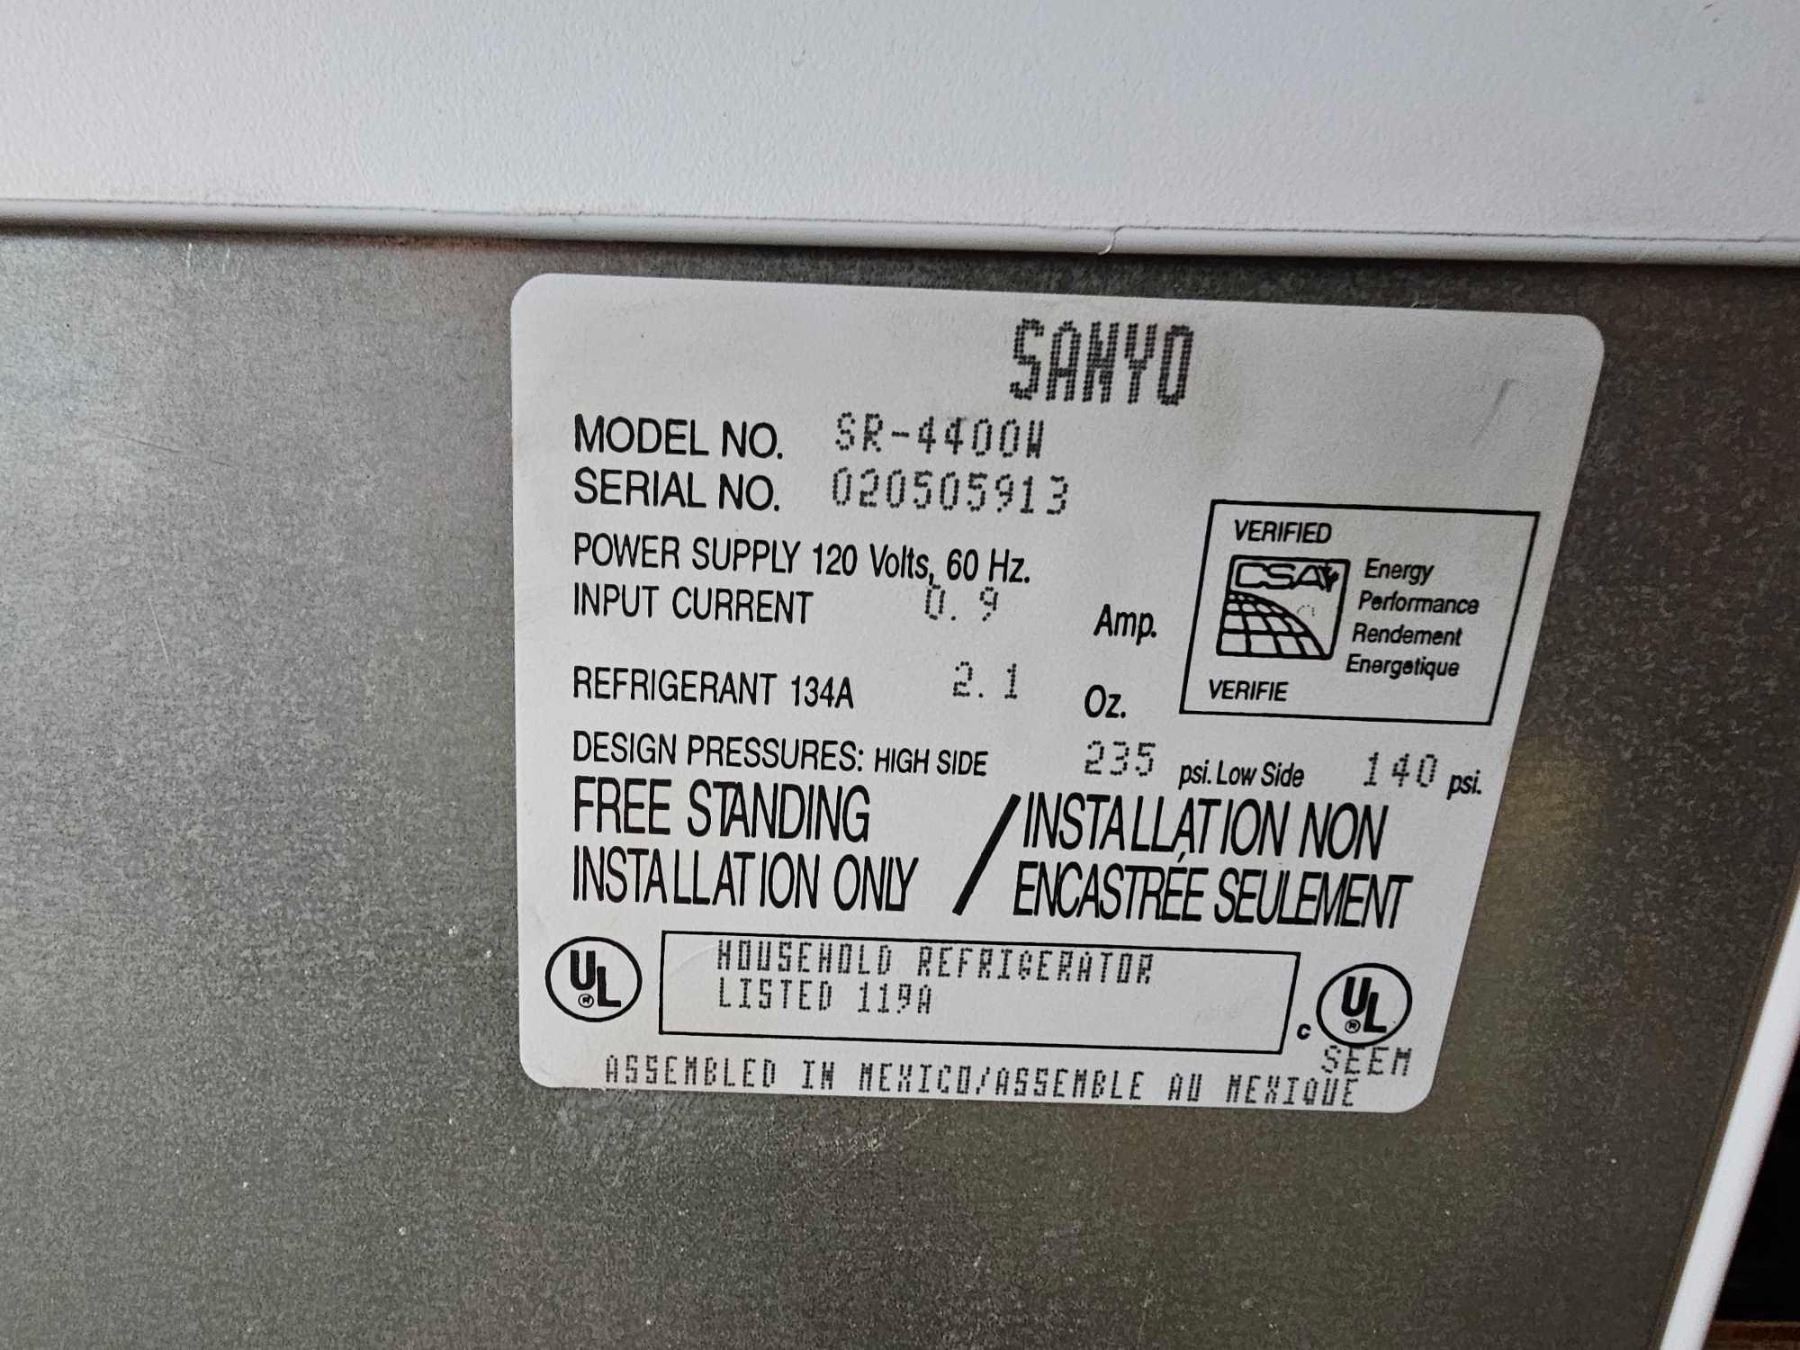 SANYO
MODEL NO. SR-4400W
SERIAL NO. 020505913
POWER SUPPLY 120 Volts, 60 Hz.
INPUT CURRENT 0.9 Amp.
REFRIGERANT 134A 2.1 Oz.
VERIFIED
CSA
Energy
Performance
Rendement
Energetique
VERIFIE
DESIGN PRESSURES: HIGH SIDE 235 psi. Low Side 140 psi.
FREE STANDING
INSTALLATION ONLY
/
INSTALLATION NON
ENCASTRÉE SEULEMENT
UL ®
HOUSEHOLD REFRIGERATOR
LISTED 119A
c UL ®
SEEM
ASSEMBLED IN MEXICO/ASSEMBLE AU MEXIQUE